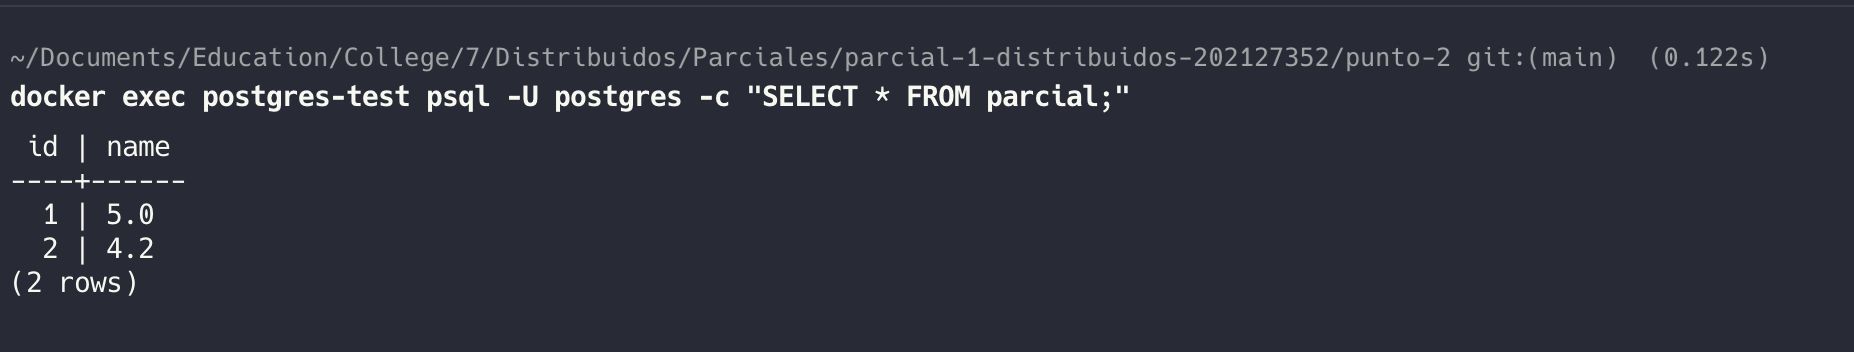 ~/Documents/Education/College/7/Distribuidos/Parciales/parcial-1-distribuidos-202127352/punto-2 git:(main)  (0.122s)
docker exec postgres-test psql -U postgres -c "SELECT * FROM parcial;"
 id | name
----+------
  1 | 5.0
  2 | 4.2
(2 rows)